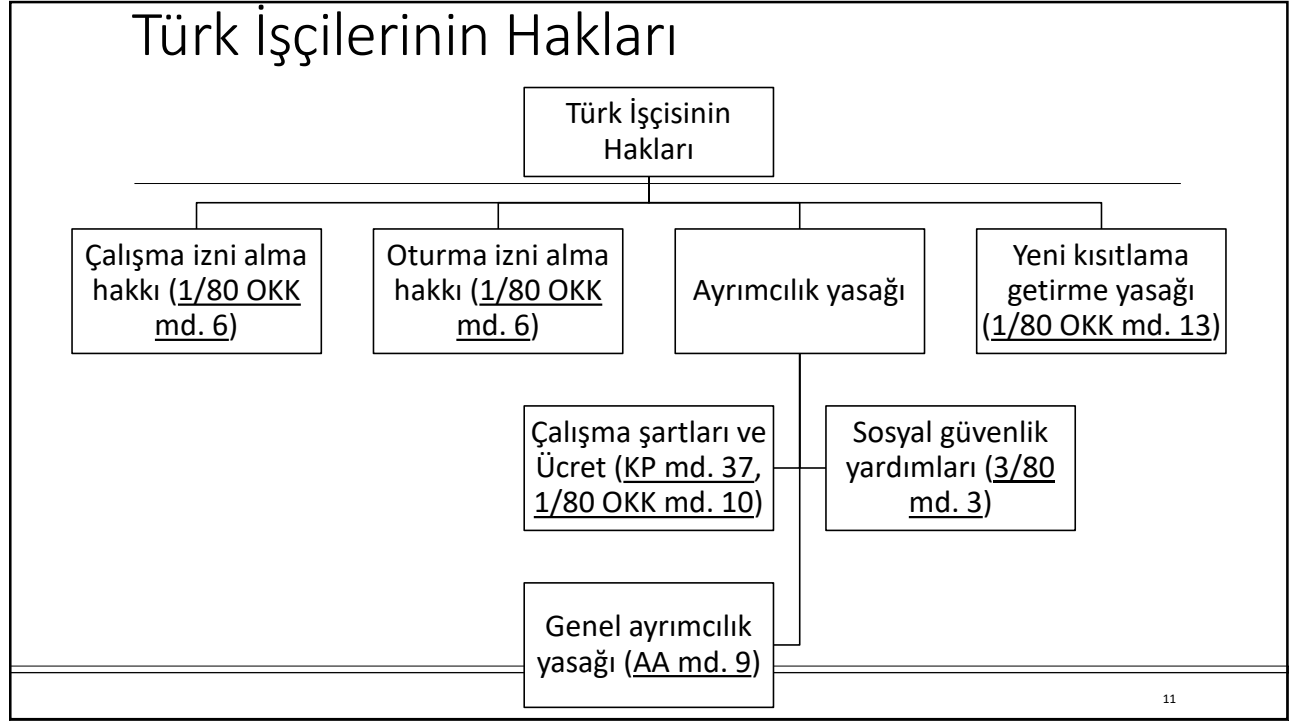 Türk İşçilerinin Hakları
Türk İşçisinin
Hakları
Çalışma izni alma
hakkı (1/80 OKK
md. 6)
Oturma izni alma
hakkı (1/80 OKK
md. 6)
Ayrımcılık yasağı
Yeni kısıtlama
getirme yasağı
(1/80 OKK md. 13)
Çalışma şartları ve
Ücret (KP md. 37,
1/80 OKK md. 10)
Sosyal güvenlik
yardımları (3/80
md. 3)
Genel ayrımcılık
yasağı (AA md. 9)
11